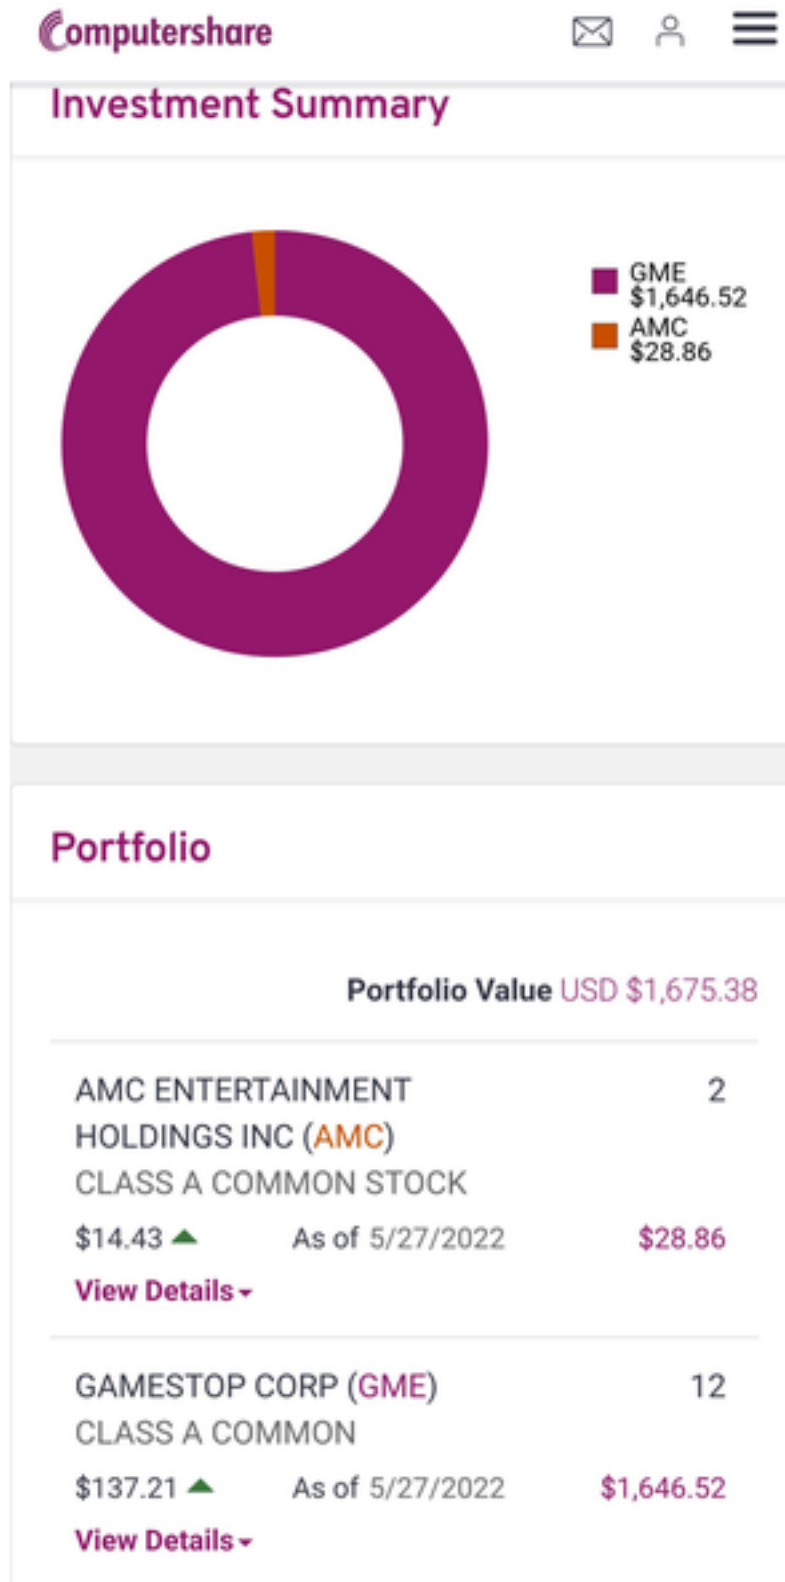 Computershare
Investment Summary
GME
$1,646.52
AMC
$28.86
Portfolio
Portfolio Value USD $1,675.38
AMC ENTERTAINMENT 2
HOLDINGS INC (AMC)
CLASS A COMMON STOCK
$14.43 As of 5/27/2022 $28.86
View Details
GAMESTOP CORP (GME) 12
CLASS A COMMON
$137.21 As of 5/27/2022 $1,646.52
View Details